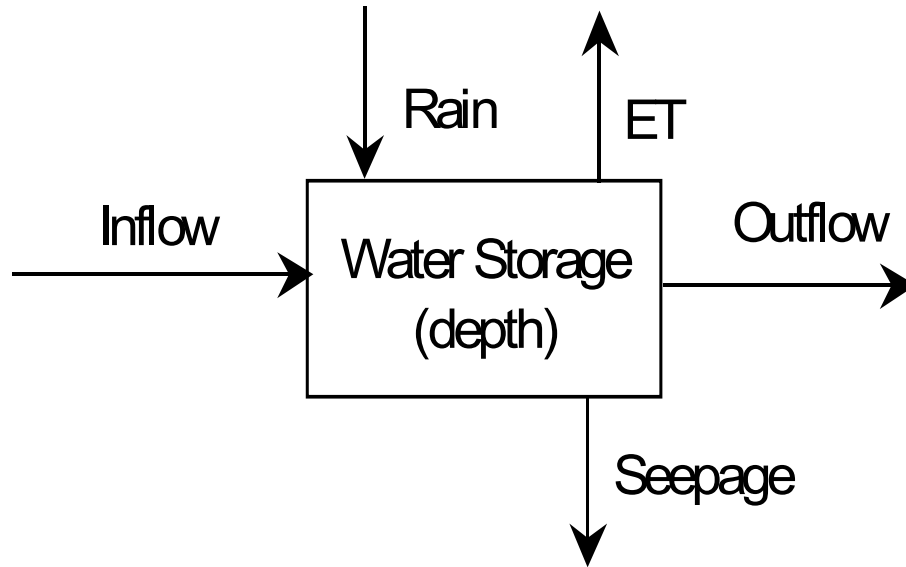 Rain
ET
Inflow
Outflow
Water Storage
(depth)
Seepage